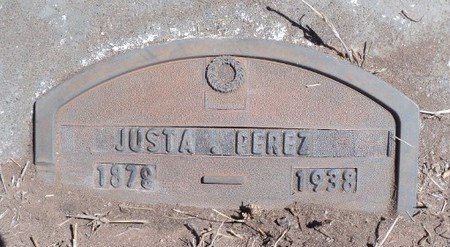 JUSTA . PEREZ
1878 — 1938